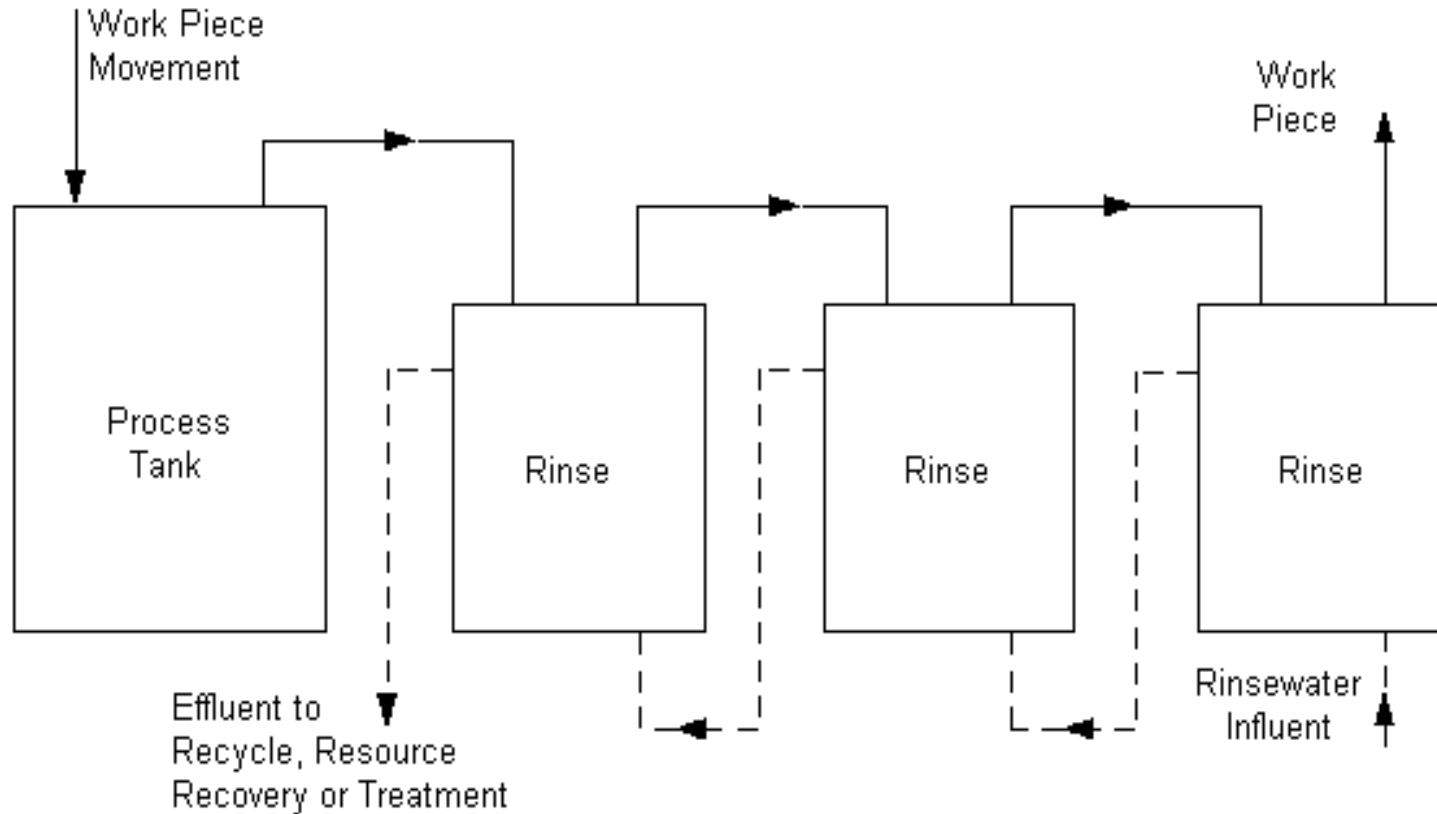 Work Piece
Movement
Work
Piece
Process
Tank
Rinse
Rinse
Rinse
Effluent to
Recycle, Resource
Recovery or Treatment
Rinsewater
Influent